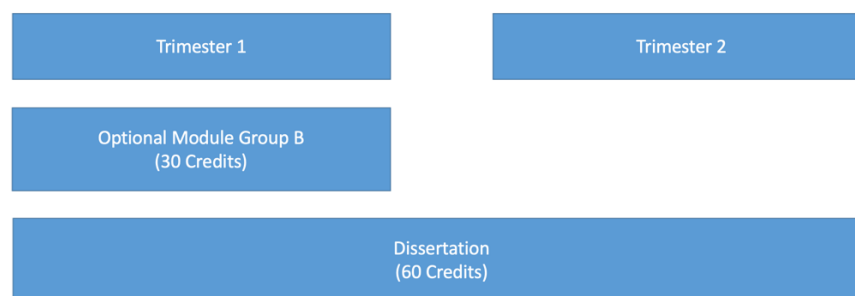 Trimester 1
Trimester 2
Optional Module Group B
(30 Credits)
Dissertation
(60 Credits)